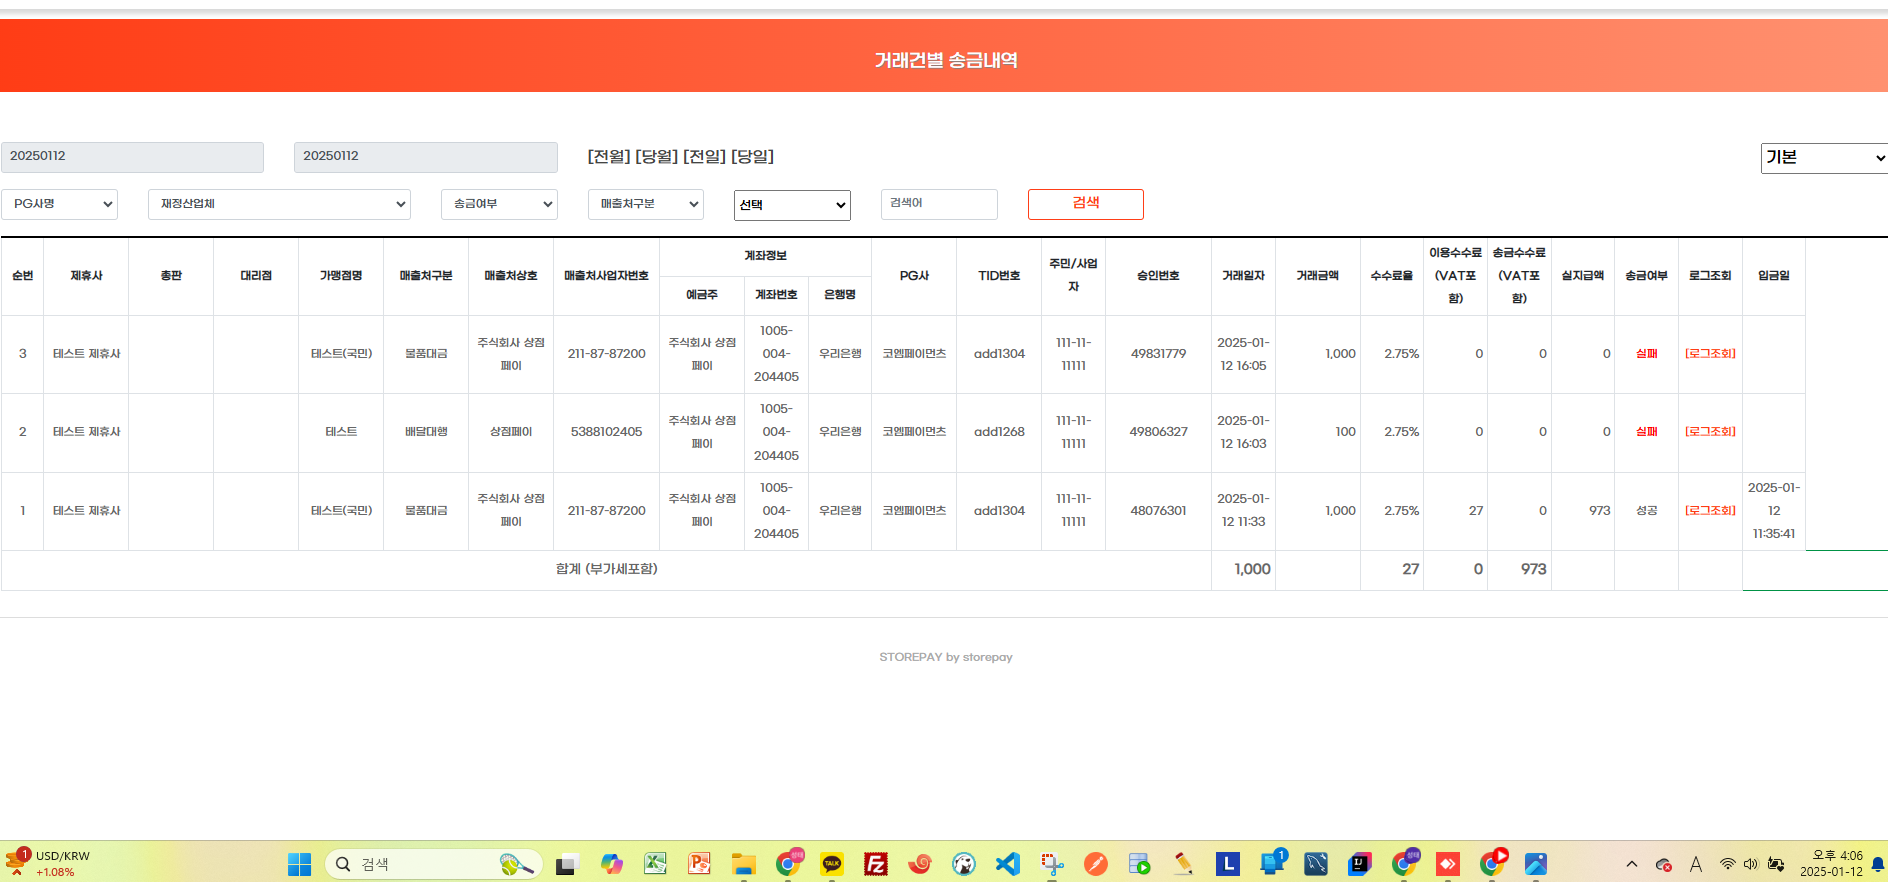 거래건별 송금내역
20250112 20250112 [전월] [당월] [전일] [당일] 기본
PG사명 재정산업체 송금여부 매출처구분 선택 검색어 검색
순번 제휴사 총판 대리점 가맹점명 매출처구분 매출처상호 매출처사업자번호 계좌정보 PG사 TID번호 주민/사업자 승인번호 거래일자 거래금액 수수료율 이용수수료(VAT포함) 송금수수료(VAT포함) 실지급액 송금여부 로그조회 입금일
예금주 계좌번호 은행명
3 테스트 제휴사 테스트(국민) 물품대금 주식회사 상점페이 211-87-87200 주식회사 상점페이 1005-004-204405 우리은행 코엠페이먼츠 add1304 111-11-11111 49831779 2025-01-12 16:05 1,000 2.75% 0 0 0 실패 [로그조회]
2 테스트 제휴사 테스트 배달대행 상점페이 5388102405 주식회사 상점페이 1005-004-204405 우리은행 코엠페이먼츠 add1268 111-11-11111 49806327 2025-01-12 16:03 100 2.75% 0 0 0 실패 [로그조회]
1 테스트 제휴사 테스트(국민) 물품대금 주식회사 상점페이 211-87-87200 주식회사 상점페이 1005-004-204405 우리은행 코엠페이먼츠 add1304 111-11-11111 48076301 2025-01-12 11:33 1,000 2.75% 27 0 973 성공 [로그조회] 2025-01-12 11:35:41
합계 (부가세포함) 1,000 27 0 973
STOREPAY by storepay
1 USD/KRW
+1.08%
검색
TALK
1
A
오후 4:06
2025-01-12